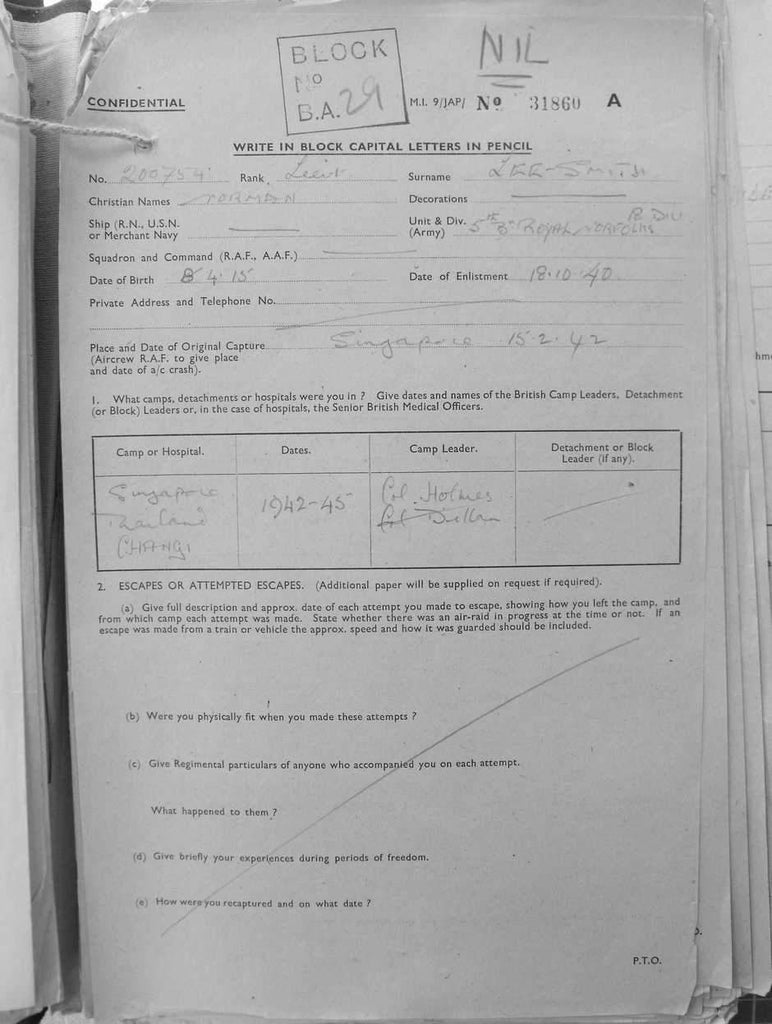 BLOCK
No
B.A. 29
NIL
CONFIDENTIAL
M.I. 9/JAP/ No 31860 A
WRITE IN BLOCK CAPITAL LETTERS IN PENCIL
No. 200754 Rank Lieut Surname LEE-SMITH
Christian Names NORMAN Decorations
Ship (R.N., U.S.N. or Merchant Navy
Unit & Div. (Army) 5TH Bn ROYAL NORFOLKS 18 DIV
Squadron and Command (R.A.F., A.A.F.)
Date of Birth 8 4 15 Date of Enlistment 18.10.40
Private Address and Telephone No.
Place and Date of Original Capture Singapore 15.2.42
(Aircrew R.A.F. to give place
and date of a/c crash).
1. What camps, detachments or hospitals were you in ? Give dates and names of the British Camp Leaders, Detachment
(or Block) Leaders or, in the case of hospitals, the Senior British Medical Officers.
Camp or Hospital. Dates. Camp Leader. Detachment or Block
Leader (if any).
Singapore 1942-45 Col. Holmes
Thailand Col Dillon
CHANGI
2. ESCAPES OR ATTEMPTED ESCAPES. (Additional paper will be supplied on request if required).
(a) Give full description and approx. date of each attempt you made to escape, showing how you left the camp, and
from which camp each attempt was made. State whether there was an air-raid in progress at the time or not. If an
escape was made from a train or vehicle the approx. speed and how it was guarded should be included.
(b) Were you physically fit when you made these attempts ?
(c) Give Regimental particulars of anyone who accompanied you on each attempt.
What happened to them ?
(d) Give briefly your experiences during periods of freedom.
(e) How were you recaptured and on what date ?
P.T.O.